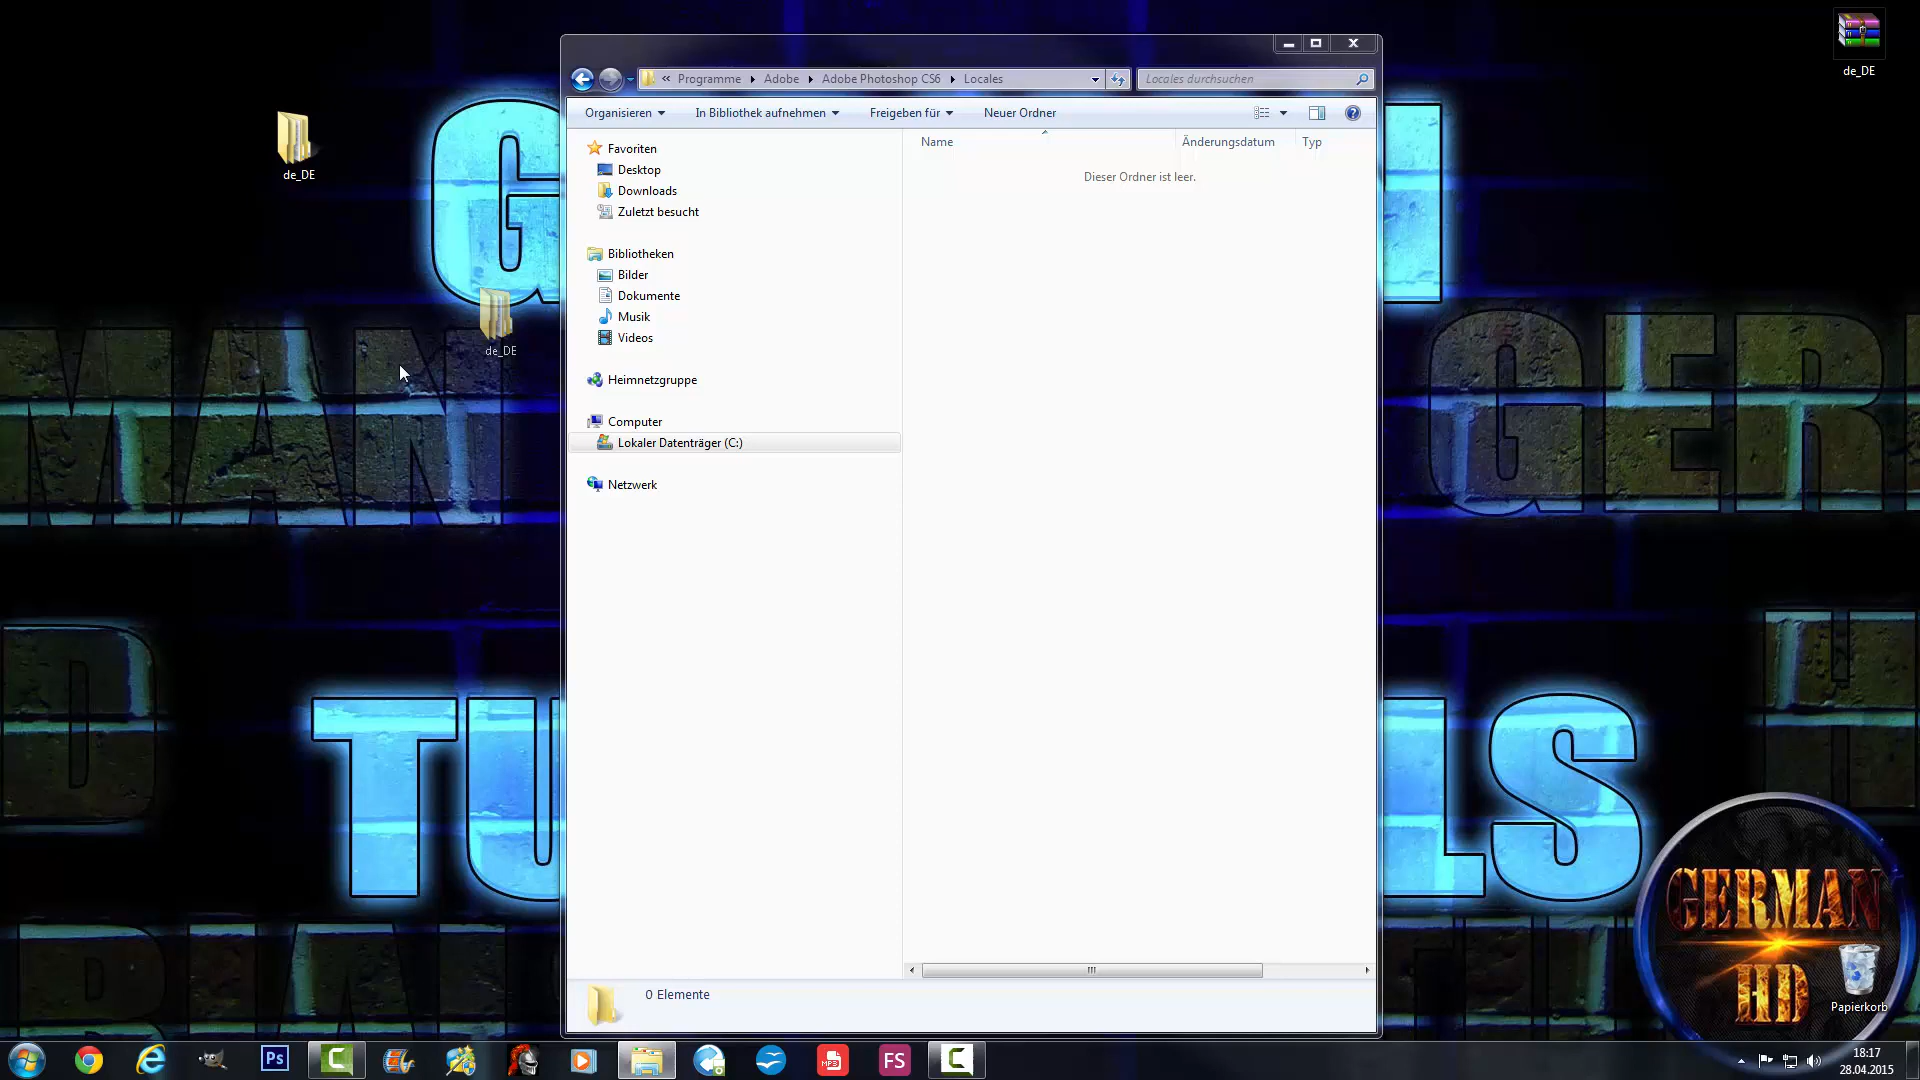 de_DE
de_DE
de_DE
« Programme ▸ Adobe ▸ Adobe Photoshop CS6 ▸ Locales
Locales durchsuchen
Organisieren
In Bibliothek aufnehmen
Freigeben für
Neuer Ordner
Name
Änderungsdatum
Typ
Dieser Ordner ist leer.
Favoriten
Desktop
Downloads
Zuletzt besucht
Bibliotheken
Bilder
Dokumente
Musik
Videos
Heimnetzgruppe
Computer
Lokaler Datenträger (C:)
Netzwerk
0 Elemente
GERMAN
HD
Papierkorb
Ps
MP3
FS
18:17
28.04.2015